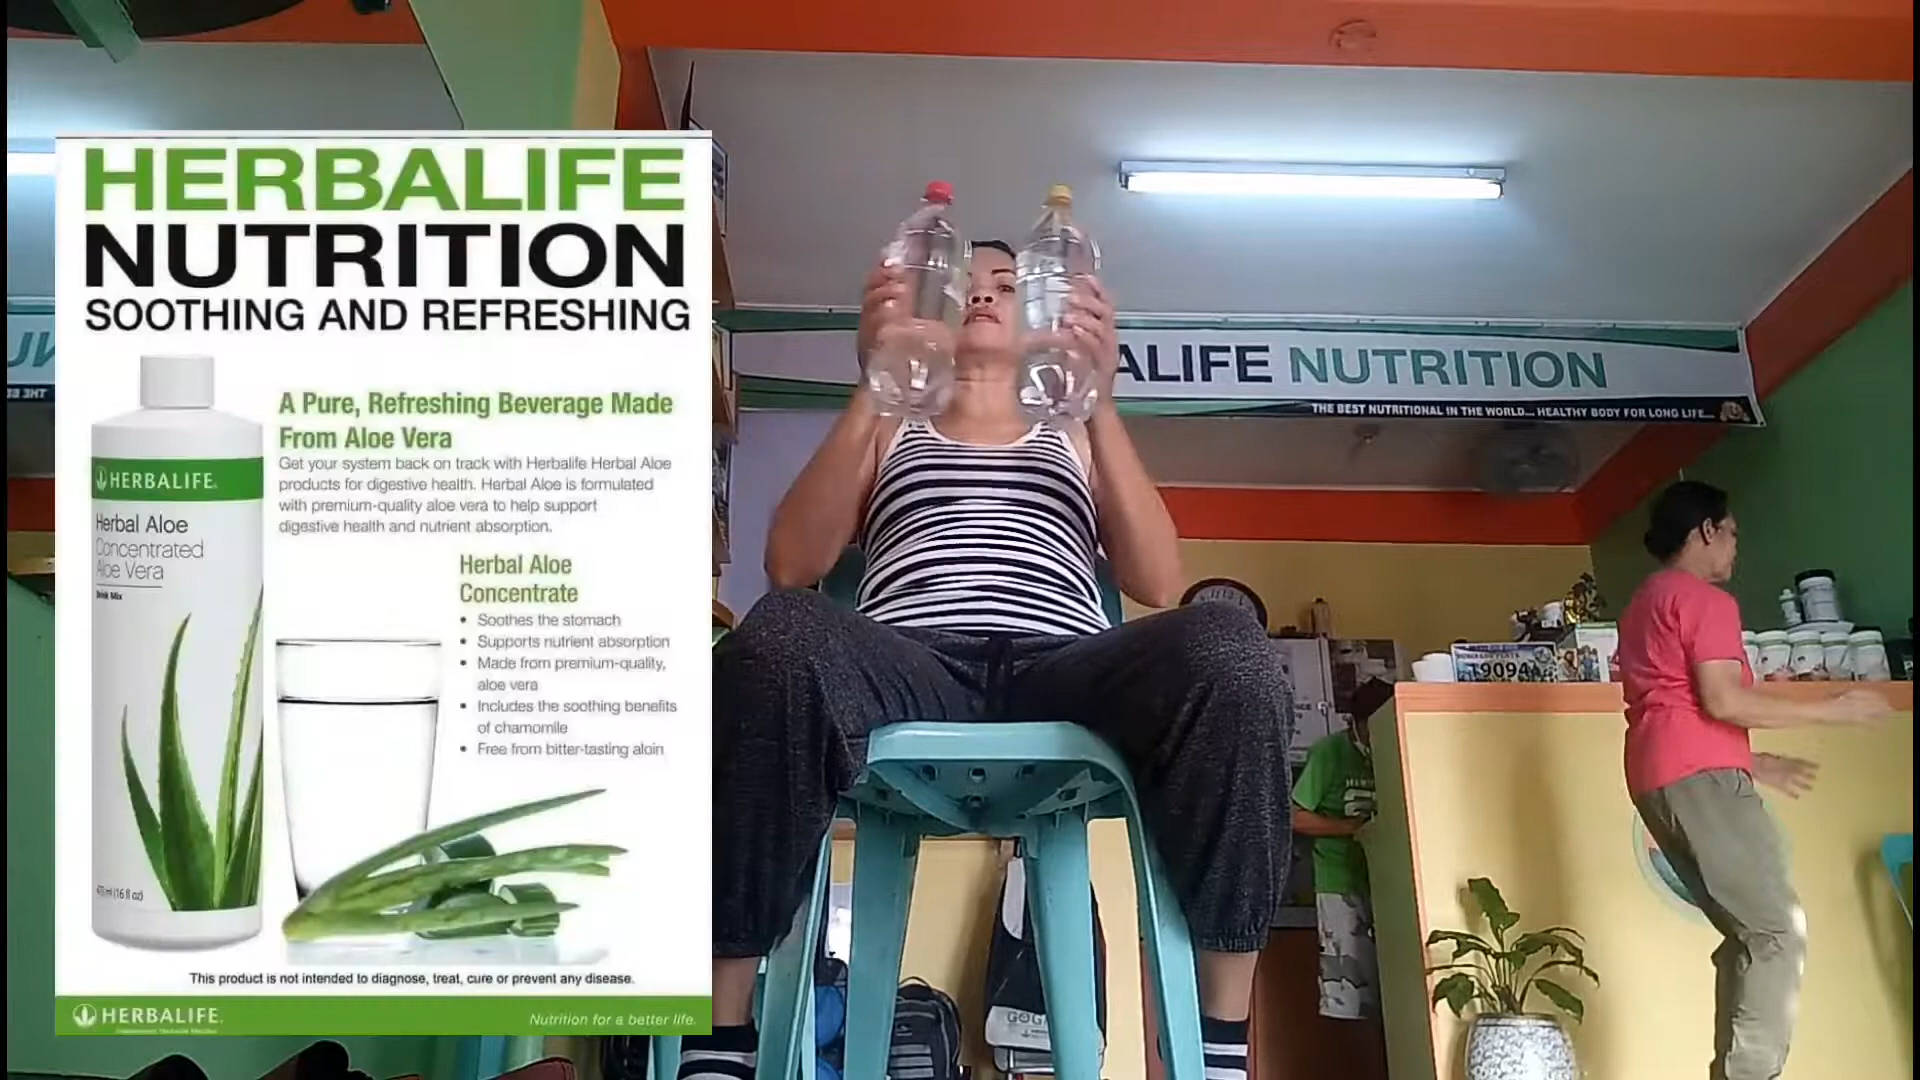 HERBALIFE
NUTRITION
SOOTHING AND REFRESHING
A Pure, Refreshing Beverage Made
From Aloe Vera
Get your system back on track with Herbalife Herbal Aloe
products for digestive health. Herbal Aloe is formulated
with premium-quality aloe vera to help support
digestive health and nutrient absorption.
HERBALIFE
Herbal Aloe
Concentrated
Aloe Vera
Drink Mix
Herbal Aloe
Concentrate
• Soothes the stomach
• Supports nutrient absorption
• Made from premium-quality,
aloe vera
• Includes the soothing benefits
of chamomile
• Free from bitter-tasting aloin
This product is not intended to diagnose, treat, cure or prevent any disease.
HERBALIFE
Nutrition for a better life.
ALIFE NUTRITION
THE BEST NUTRITIONAL IN THE WORLD... HEALTHY BODY FOR LONG LIFE...
19094